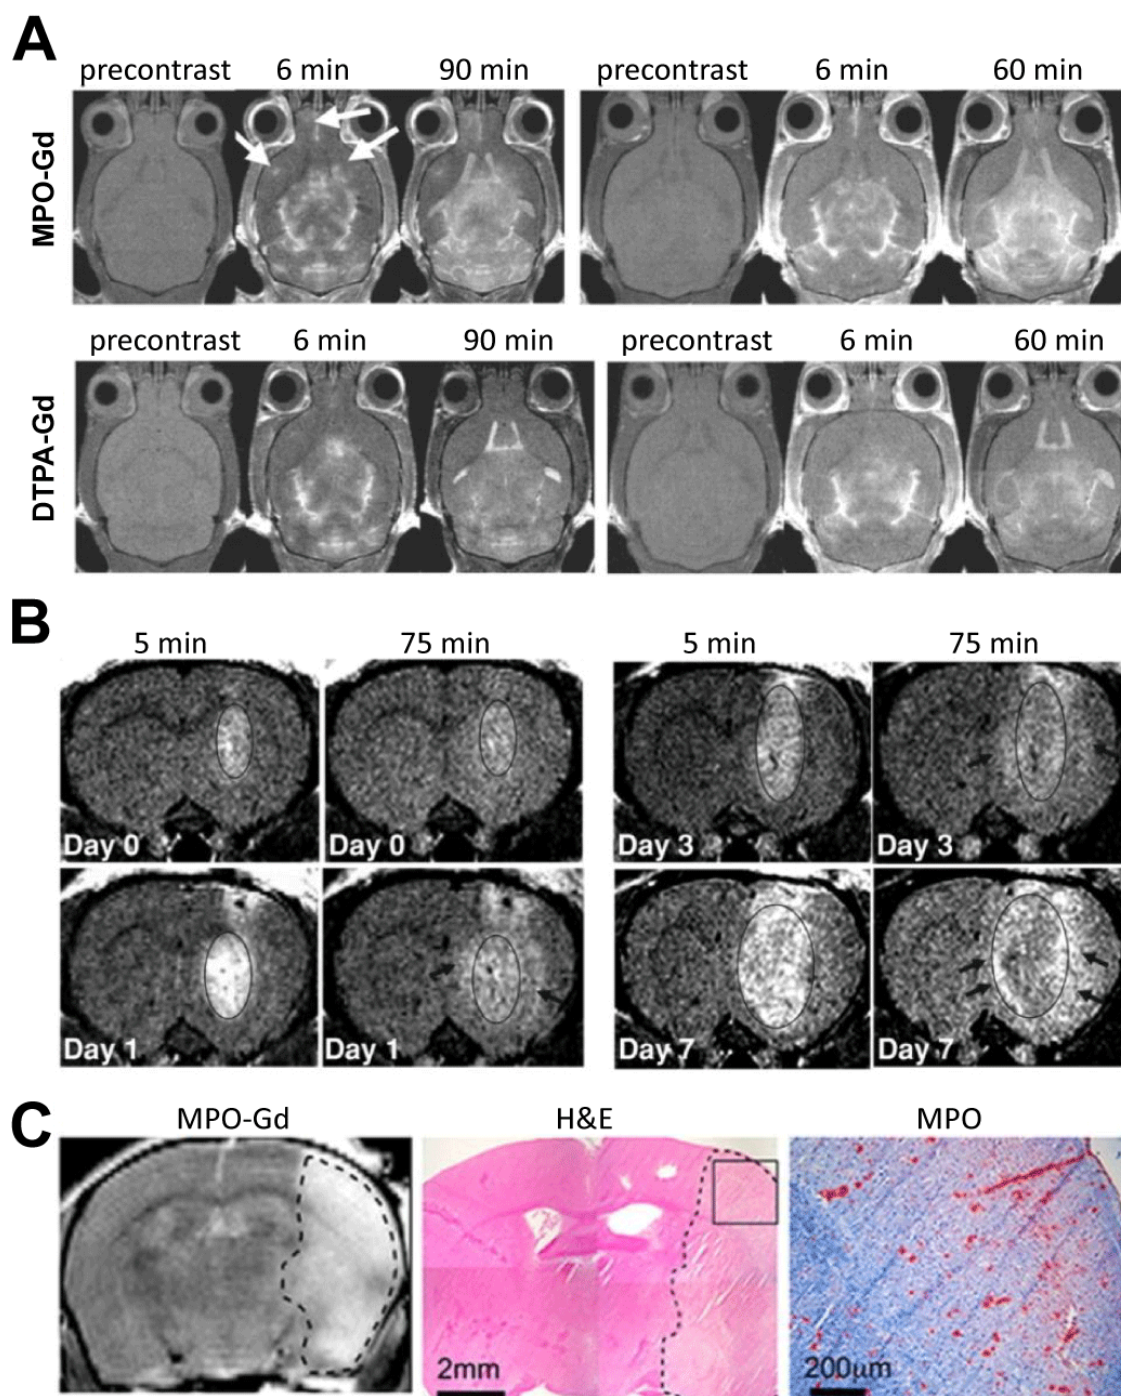 A
precontrast 6 min 90 min precontrast 6 min 60 min
MPO-Gd
precontrast 6 min 90 min precontrast 6 min 60 min
DTPA-Gd
B
5 min 75 min 5 min 75 min
Day 0 Day 0 Day 3 Day 3
Day 1 Day 1 Day 7 Day 7
C
MPO-Gd H&E MPO
2mm 200µm